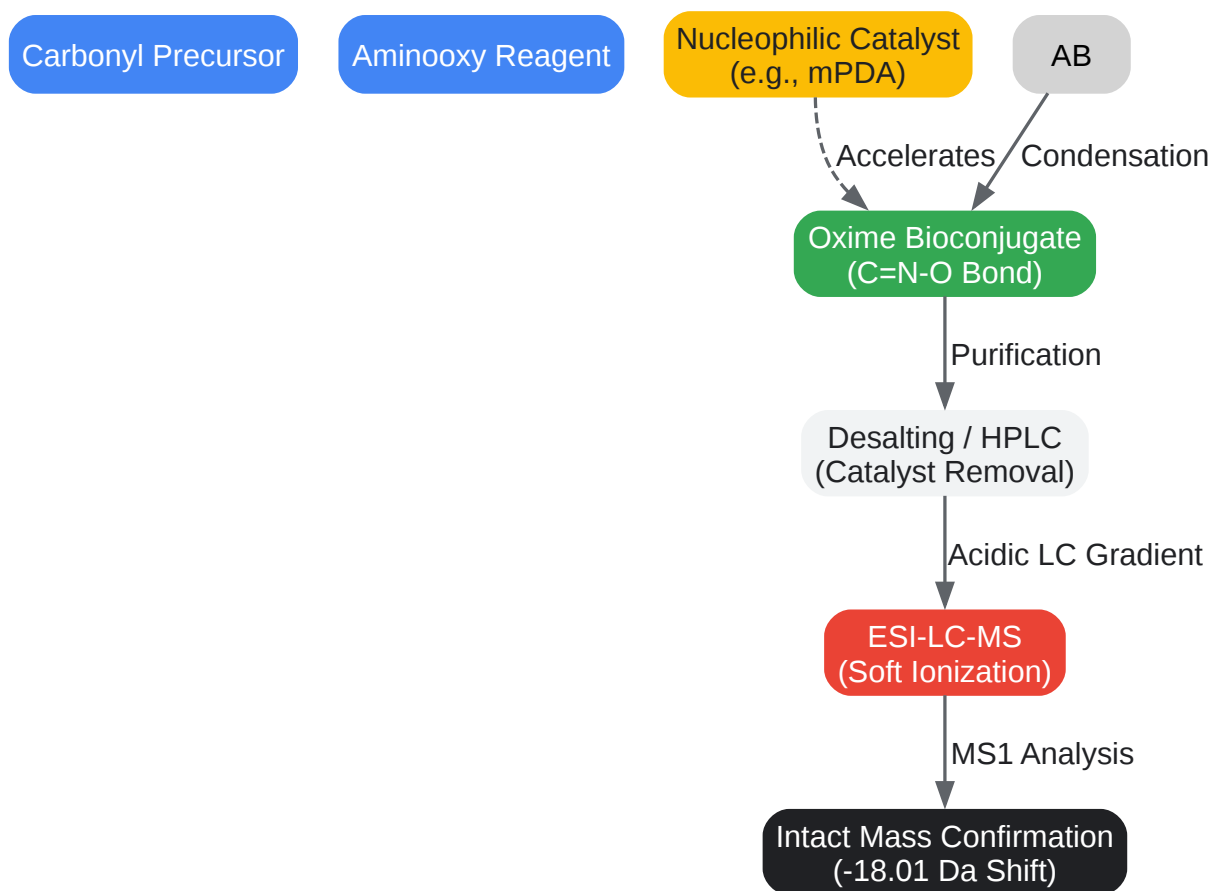 Carbonyl Precursor
Aminooxy Reagent
Nucleophilic Catalyst
(e.g., mPDA)
AB
Accelerates
Condensation
Oxime Bioconjugate
(C=N-O Bond)
Purification
Desalting / HPLC
(Catalyst Removal)
Acidic LC Gradient
ESI-LC-MS
(Soft Ionization)
MS1 Analysis
Intact Mass Confirmation
(-18.01 Da Shift)